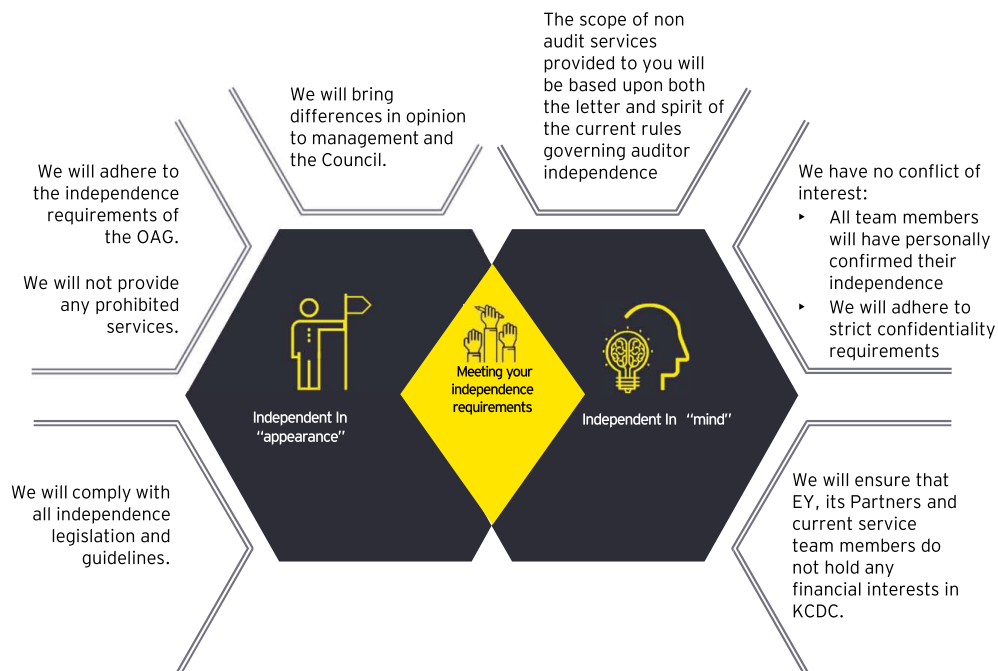 The scope of non
audit services
provided to you will
be based upon both
the letter and spirit of
the current rules
governing auditor
independence
We will bring
differences in opinion
to management and
the Council.
We will adhere to
the independence
requirements of
the OAG.
We will not provide
any prohibited
services.
We have no conflict of
interest:
‣ All team members
will have personally
confirmed their
independence
‣ We will adhere to
strict confidentiality
requirements
Meeting your
independence
requirements
Independent In
“appearance”
Independent In “mind”
We will comply with
all independence
legislation and
guidelines.
We will ensure that
EY, its Partners and
current service
team members do
not hold any
financial interests in
KCDC.